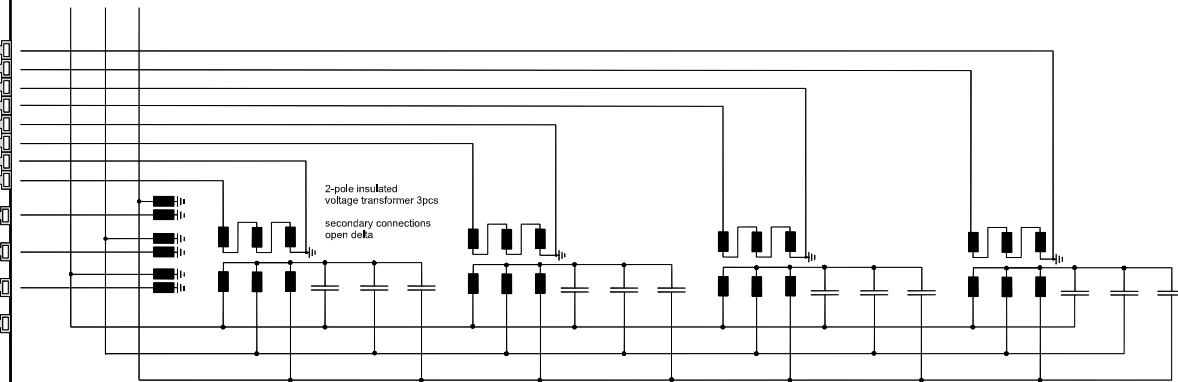 2-pole insulated
voltage transformer 3pcs
secondary connections
open delta